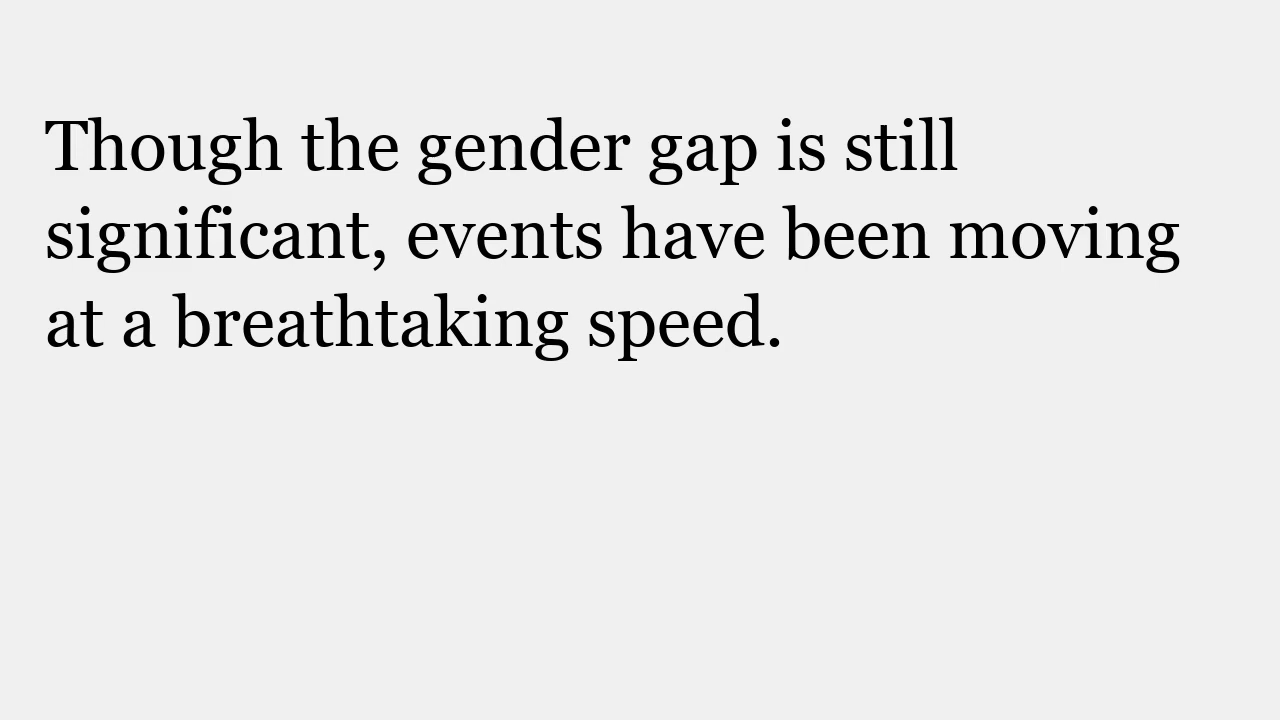 Though the gender gap is still
significant, events have been moving
at a breathtaking speed.